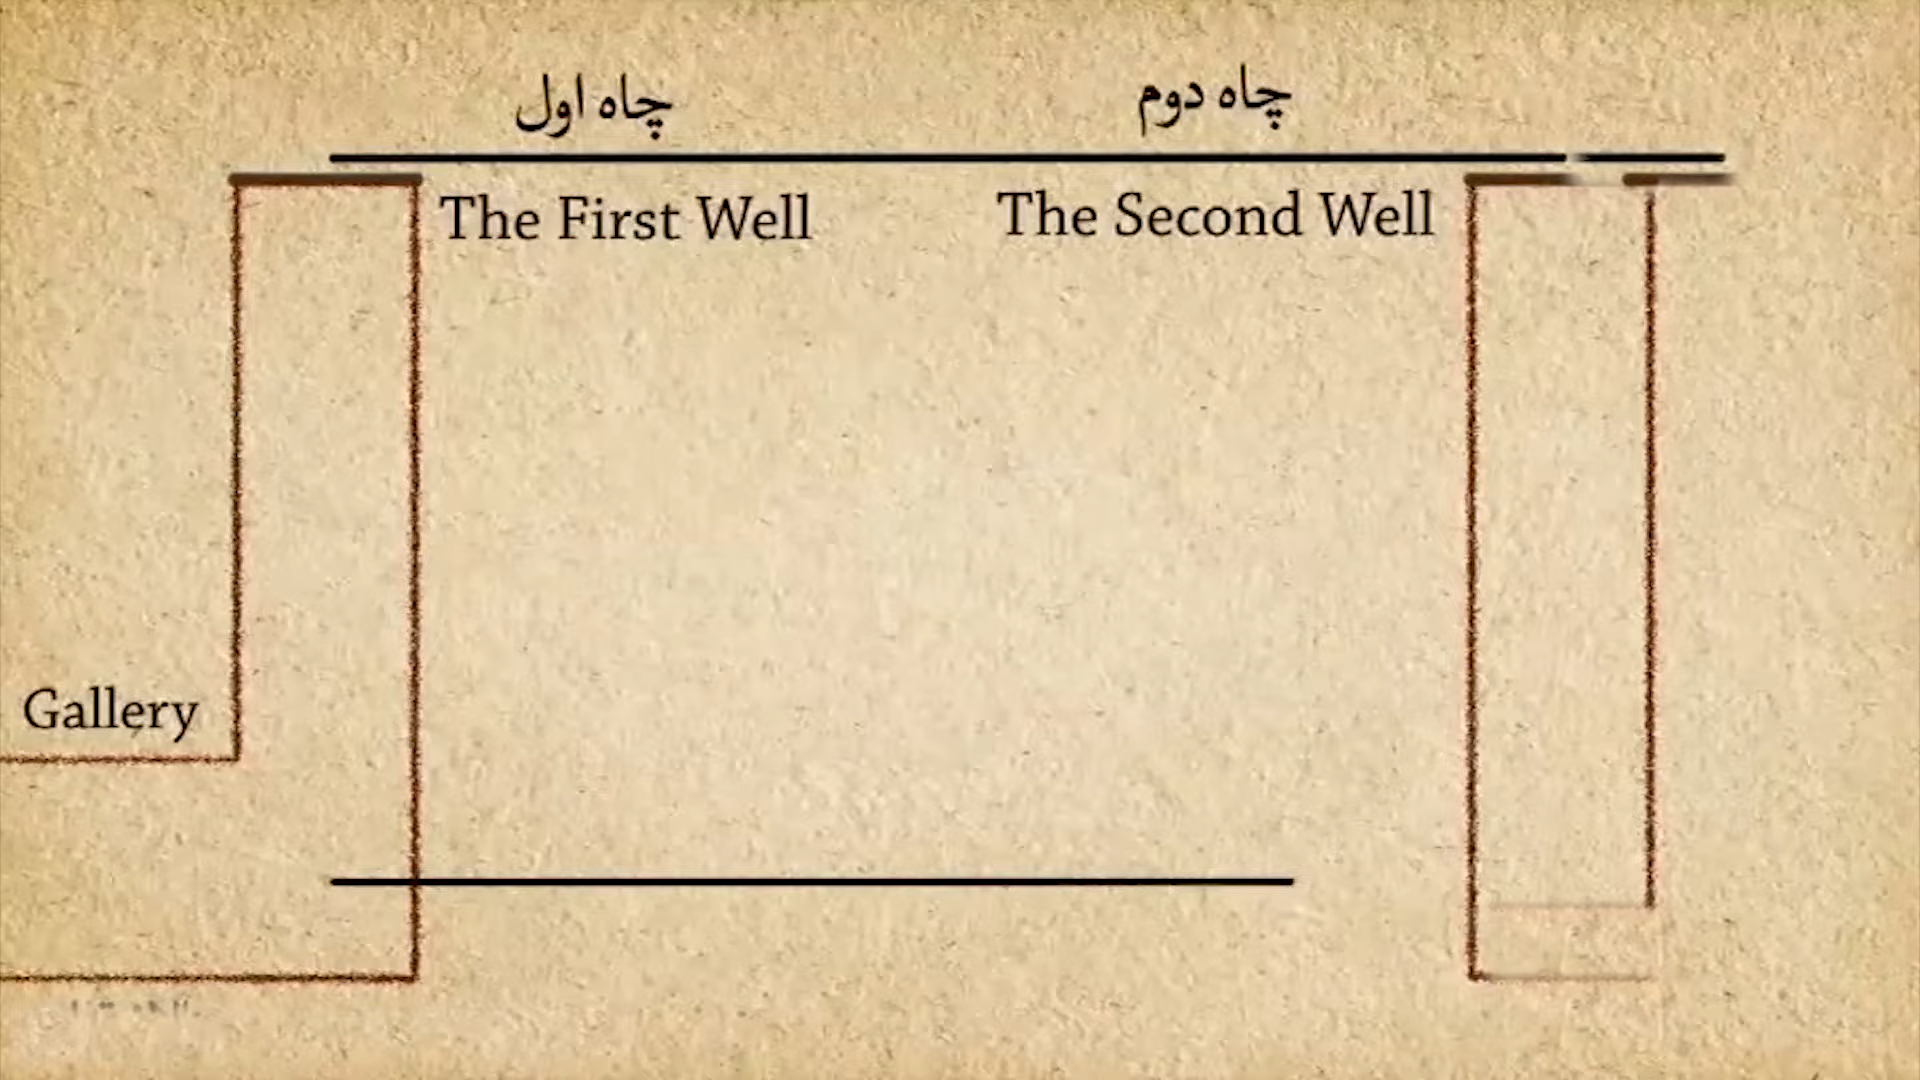 چاه اول
چاه دوم
The First Well
The Second Well
Gallery